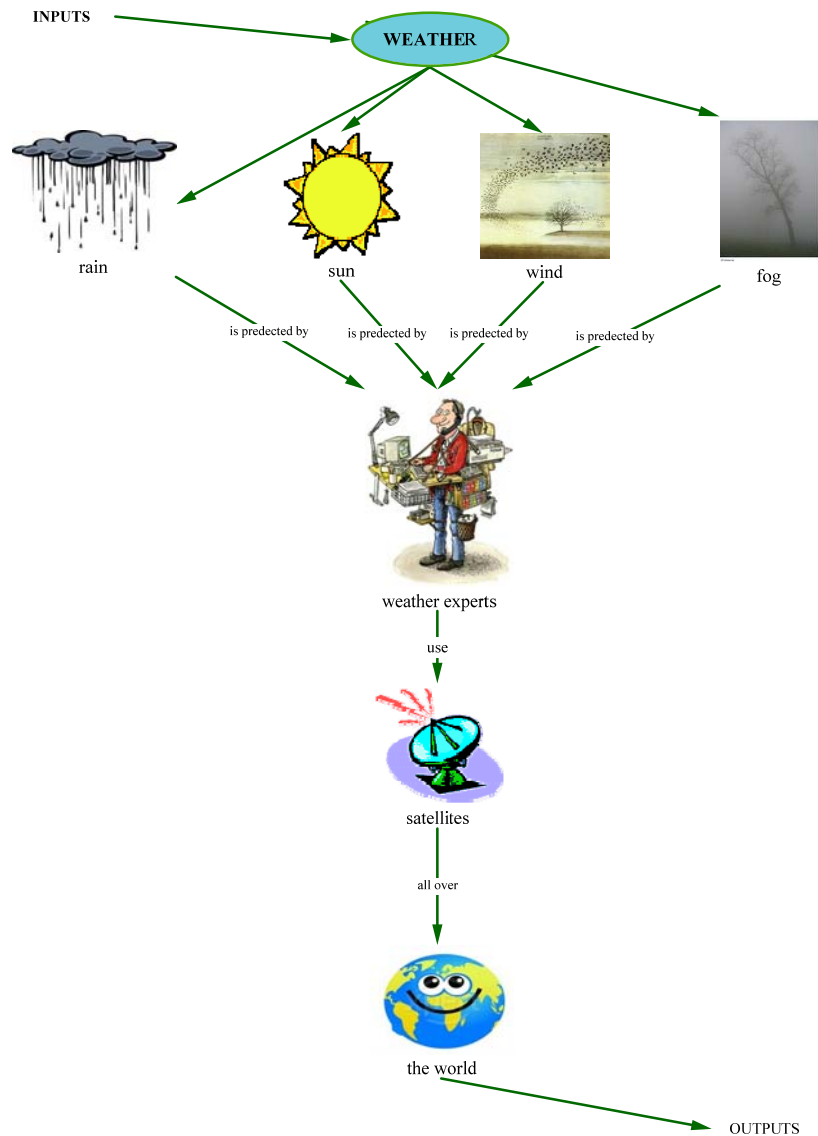 INPUTS
WEATHER
rain
sun
wind
fog
is predected by
is predected by
is predected by
is predected by
weather experts
use
satellites
all over
the world
OUTPUTS